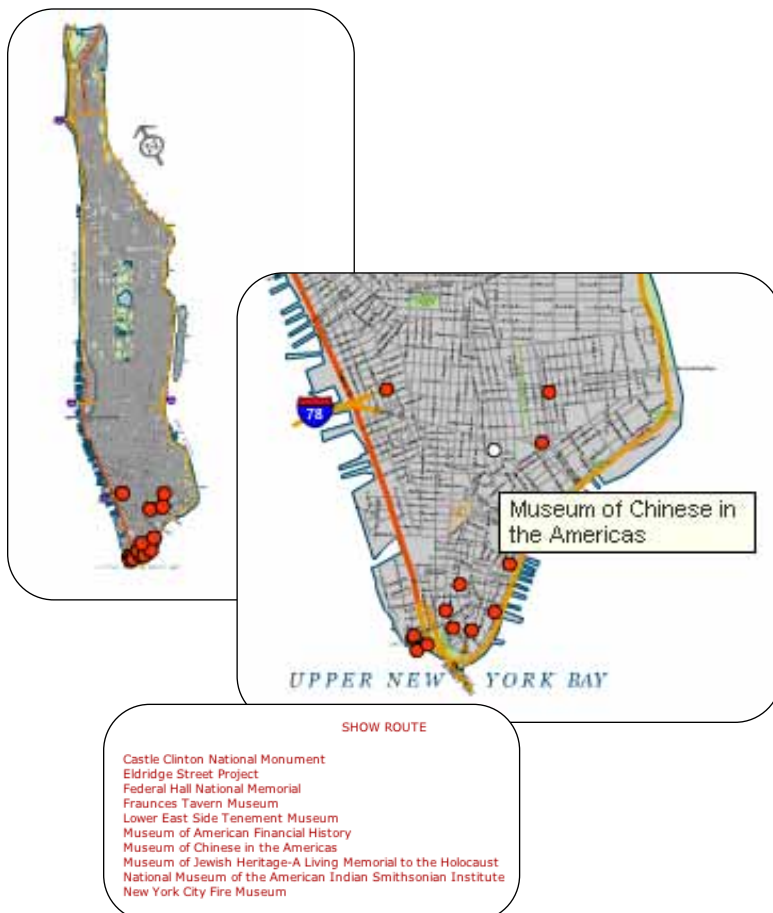 78
Museum of Chinese in
the Americas
UPPER NEW YORK BAY
SHOW ROUTE
Castle Clinton National Monument
Eldridge Street Project
Federal Hall National Memorial
Fraunces Tavern Museum
Lower East Side Tenement Museum
Museum of American Financial History
Museum of Chinese in the Americas
Museum of Jewish Heritage-A Living Memorial to the Holocaust
National Museum of the American Indian Smithsonian Institute
New York City Fire Museum